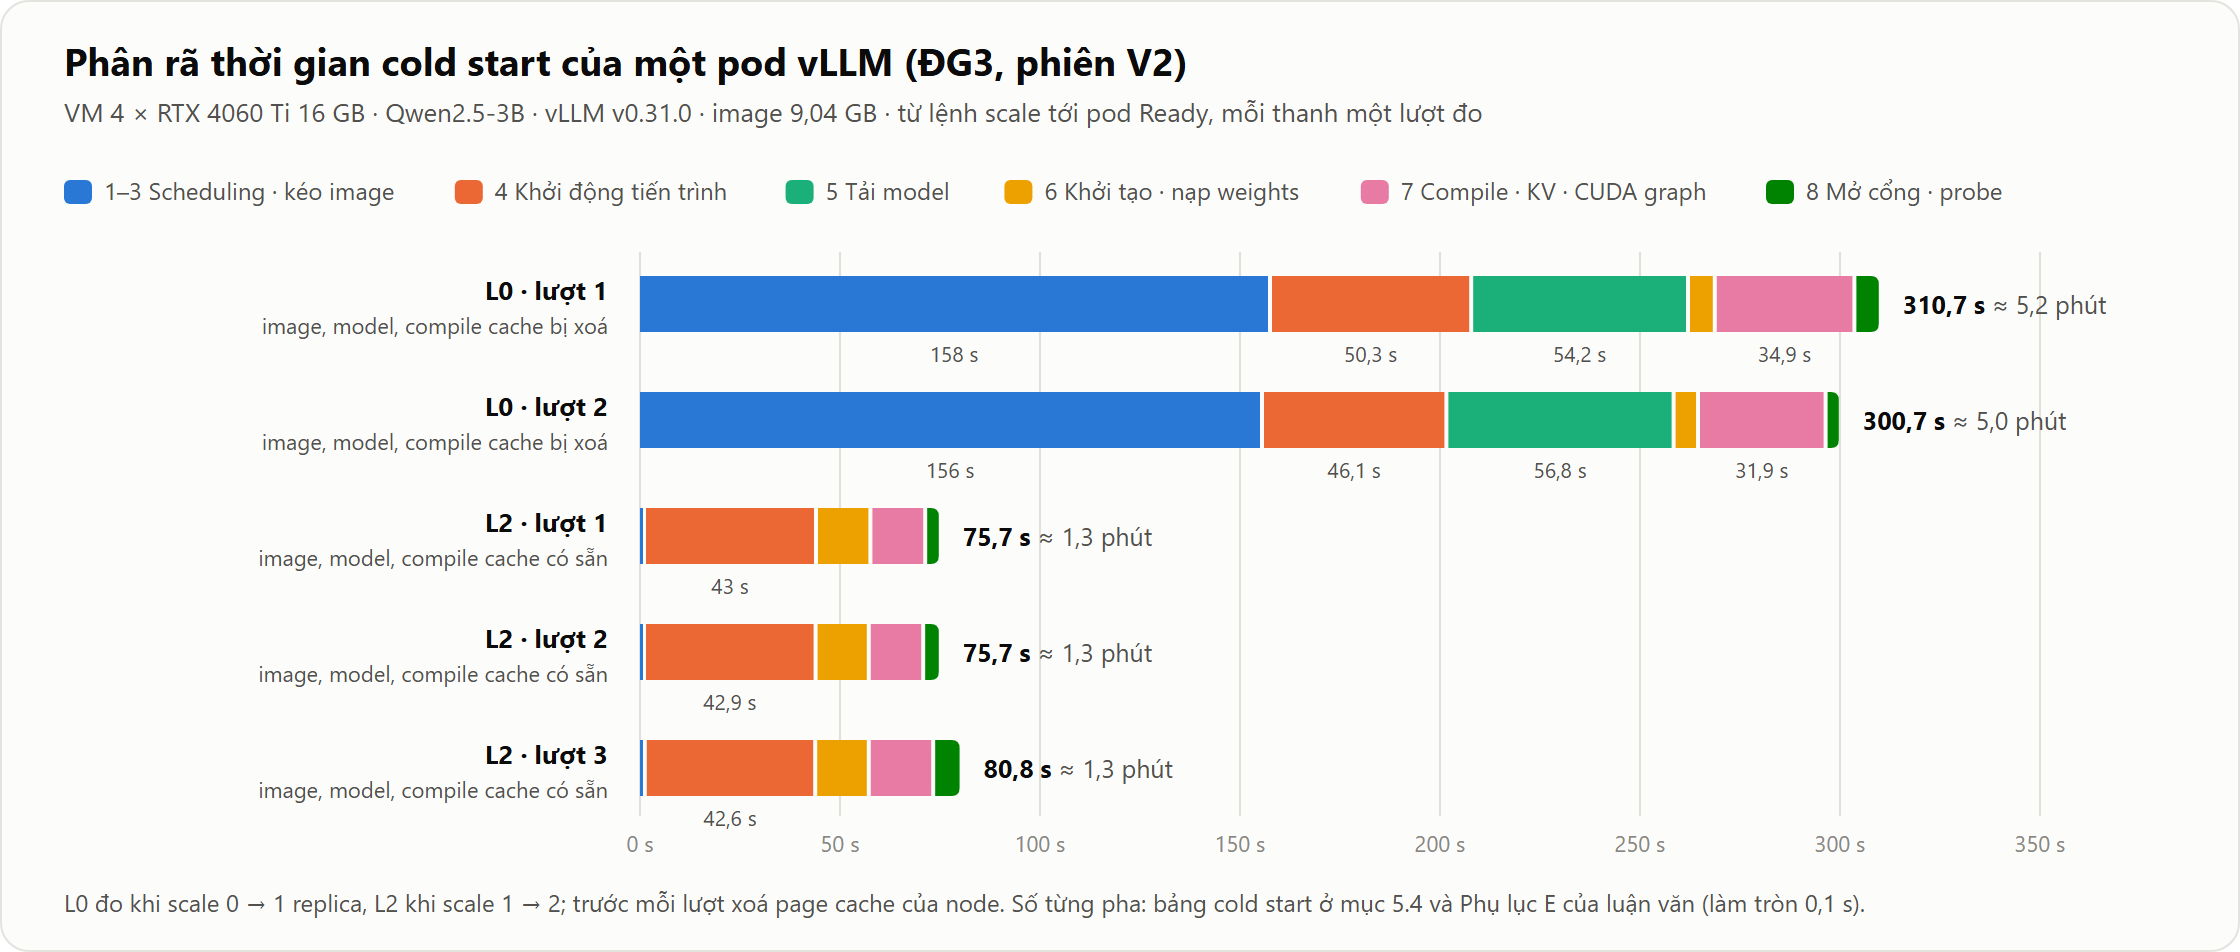 Phân rã thời gian cold start của một pod vLLM (ĐG3, phiên V2)
VM 4 × RTX 4060 Ti 16 GB · Qwen2.5-3B · vLLM v0.31.0 · image 9,04 GB · từ lệnh scale tới pod Ready, mỗi thanh một lượt đo
1–3 Scheduling · kéo image
4 Khởi động tiến trình
5 Tải model
6 Khởi tạo · nạp weights
7 Compile · KV · CUDA graph
8 Mở cổng · probe
L0 · lượt 1
image, model, compile cache bị xoá
310,7 s ≈ 5,2 phút
158 s
50,3 s
54,2 s
34,9 s
L0 · lượt 2
image, model, compile cache bị xoá
300,7 s ≈ 5,0 phút
156 s
46,1 s
56,8 s
31,9 s
L2 · lượt 1
image, model, compile cache có sẵn
75,7 s ≈ 1,3 phút
43 s
L2 · lượt 2
image, model, compile cache có sẵn
75,7 s ≈ 1,3 phút
42,9 s
L2 · lượt 3
image, model, compile cache có sẵn
80,8 s ≈ 1,3 phút
42,6 s
0 s
50 s
100 s
150 s
200 s
250 s
300 s
350 s
L0 đo khi scale 0 → 1 replica, L2 khi scale 1 → 2; trước mỗi lượt xoá page cache của node. Số từng pha: bảng cold start ở mục 5.4 và Phụ lục E của luận văn (làm tròn 0,1 s).